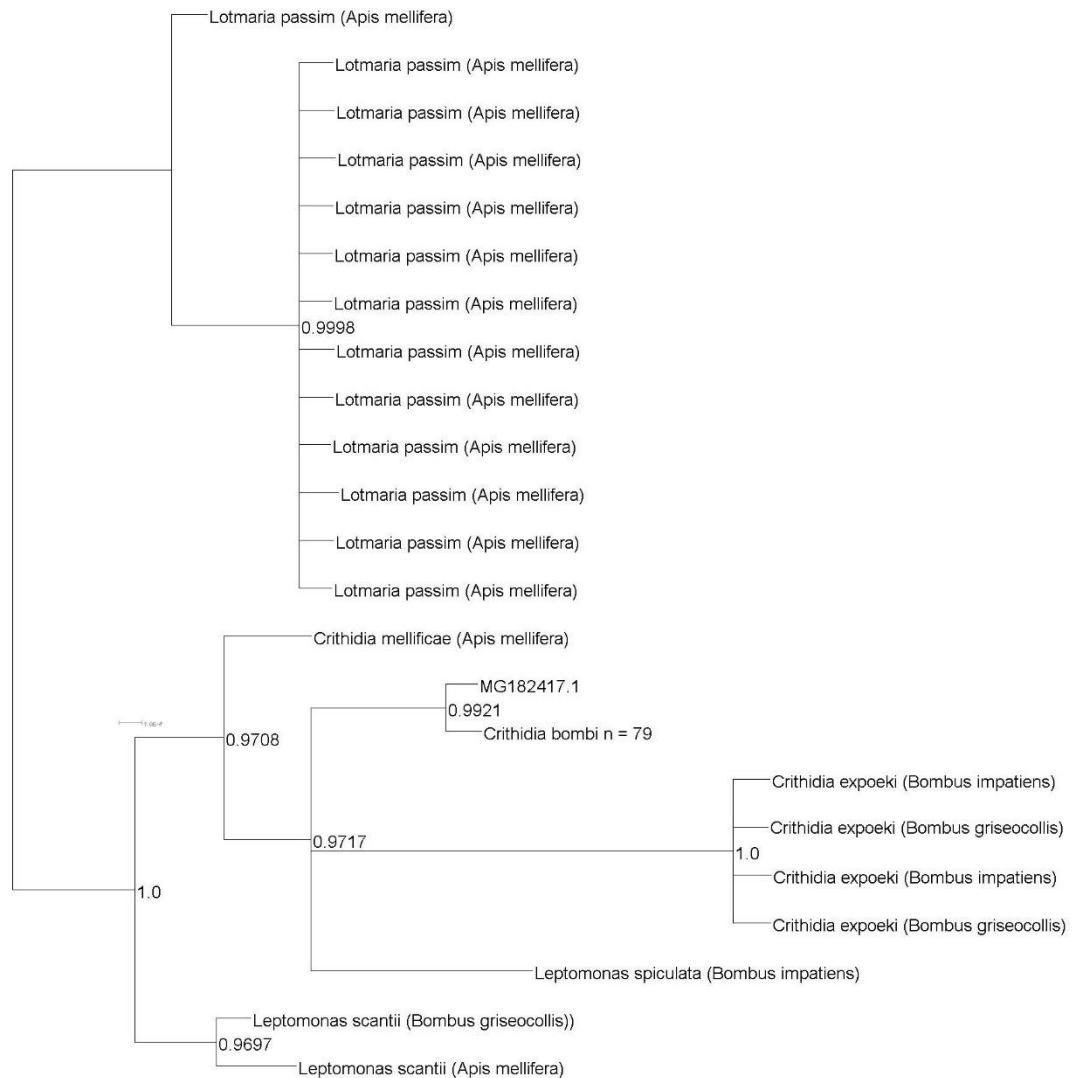 Lotmaria passim (Apis mellifera)
Lotmaria passim (Apis mellifera)
Lotmaria passim (Apis mellifera)
Lotmaria passim (Apis mellifera)
Lotmaria passim (Apis mellifera)
Lotmaria passim (Apis mellifera)
Lotmaria passim (Apis mellifera)
0.9998
Lotmaria passim (Apis mellifera)
Lotmaria passim (Apis mellifera)
Lotmaria passim (Apis mellifera)
Lotmaria passim (Apis mellifera)
Lotmaria passim (Apis mellifera)
Lotmaria passim (Apis mellifera)
Crithidia mellificae (Apis mellifera)
MG182417.1
0.9921
Crithidia bombi n = 79
0.9708
Crithidia expoeki (Bombus impatiens)
Crithidia expoeki (Bombus griseocollis)
0.9717
1.0
Crithidia expoeki (Bombus impatiens)
1.0
Crithidia expoeki (Bombus griseocollis)
Leptomonas spiculata (Bombus impatiens)
Leptomonas scantii (Bombus griseocollis))
0.9697
Leptomonas scantii (Apis mellifera)